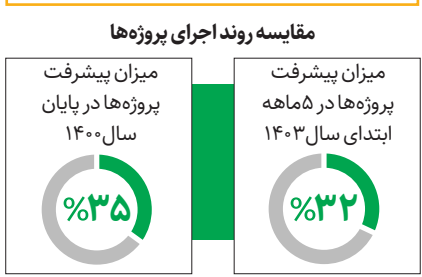 مقایسه روند اجرای پروژه‌ها
میزان پیشرفت
پروژه‌ها در ۵ماهه
ابتدای سال۱۴۰۳
%۳۲
میزان پیشرفت
پروژه‌ها در پایان
سال۱۴۰۰
%۳۵